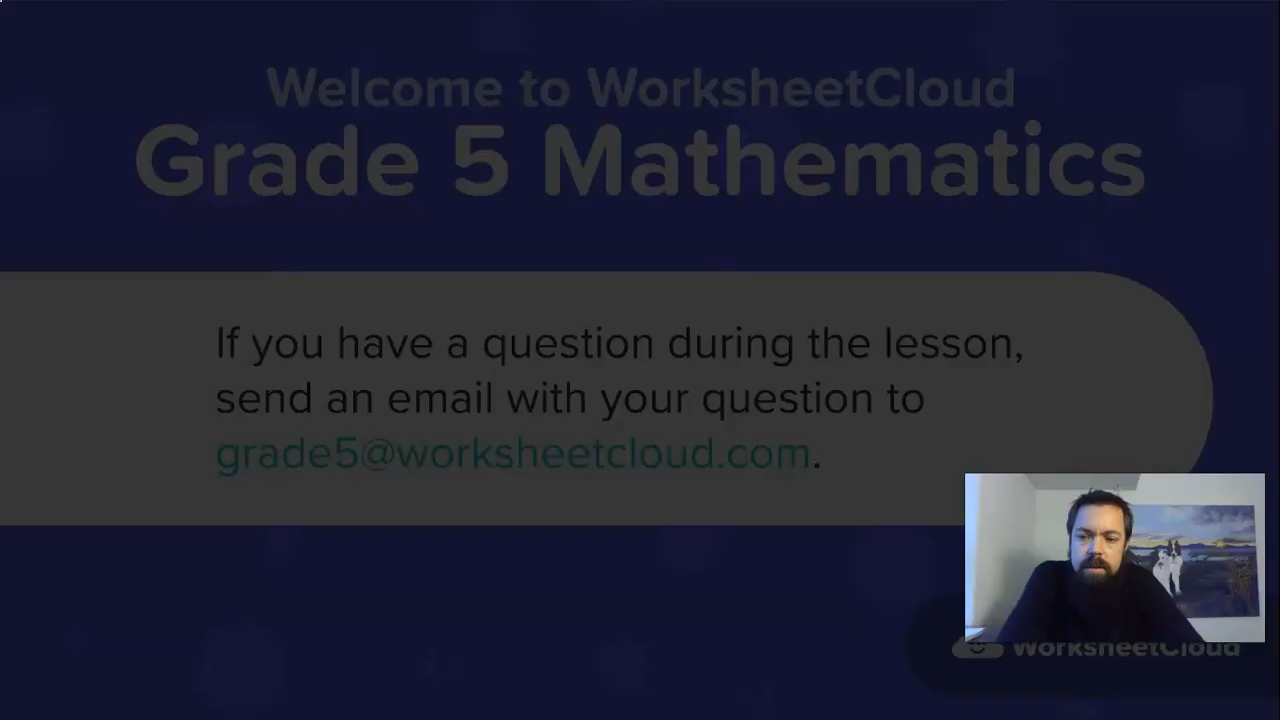 Welcome to WorksheetCloud
Grade 5 Mathematics
If you have a question during the lesson,
send an email with your question to
grade5@worksheetcloud.com.
WorksheetCloud